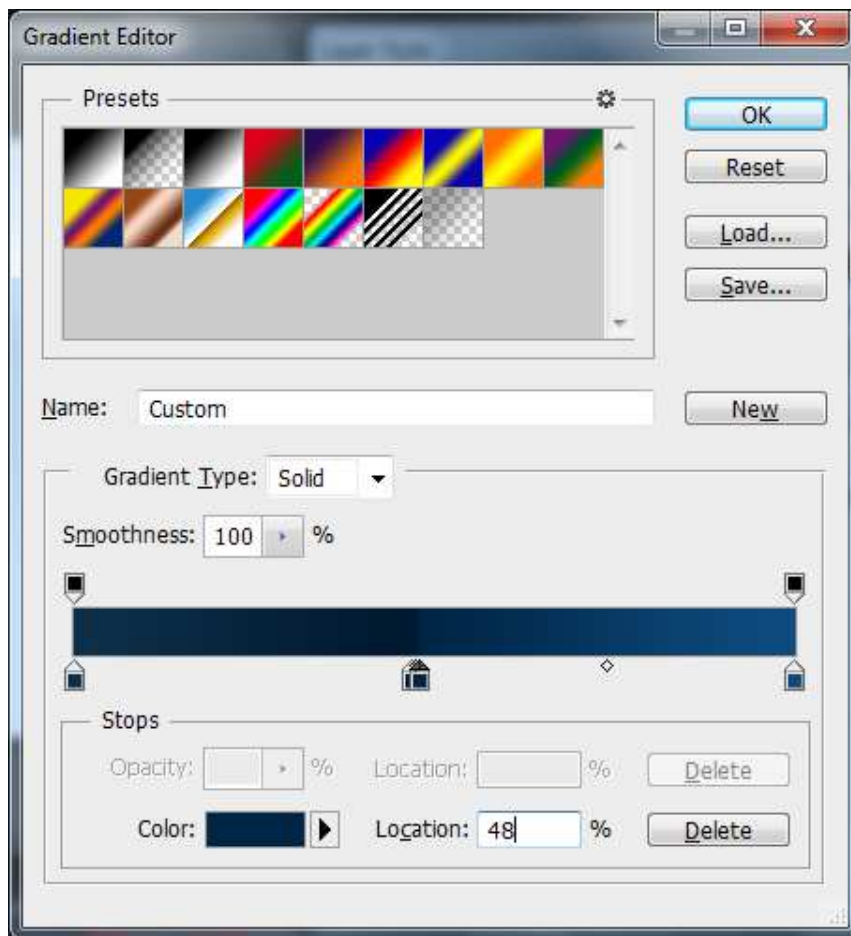 Gradient Editor
Presets
OK
Reset
Load...
Save...
Name: Custom
New
Gradient Type: Solid
Smoothness: 100 %
Stops
Opacity: % Location: % Delete
Color: Location: 48 % Delete